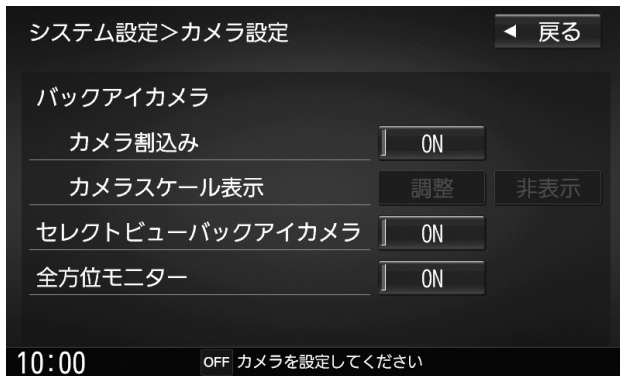 システム設定＞カメラ設定 ◀ 戻る
バックアイカメラ
カメラ割込み ON
カメラスケール表示 調整 非表示
セレクトビューバックアイカメラ ON
全方位モニター ON
10:00 OFF カメラを設定してください